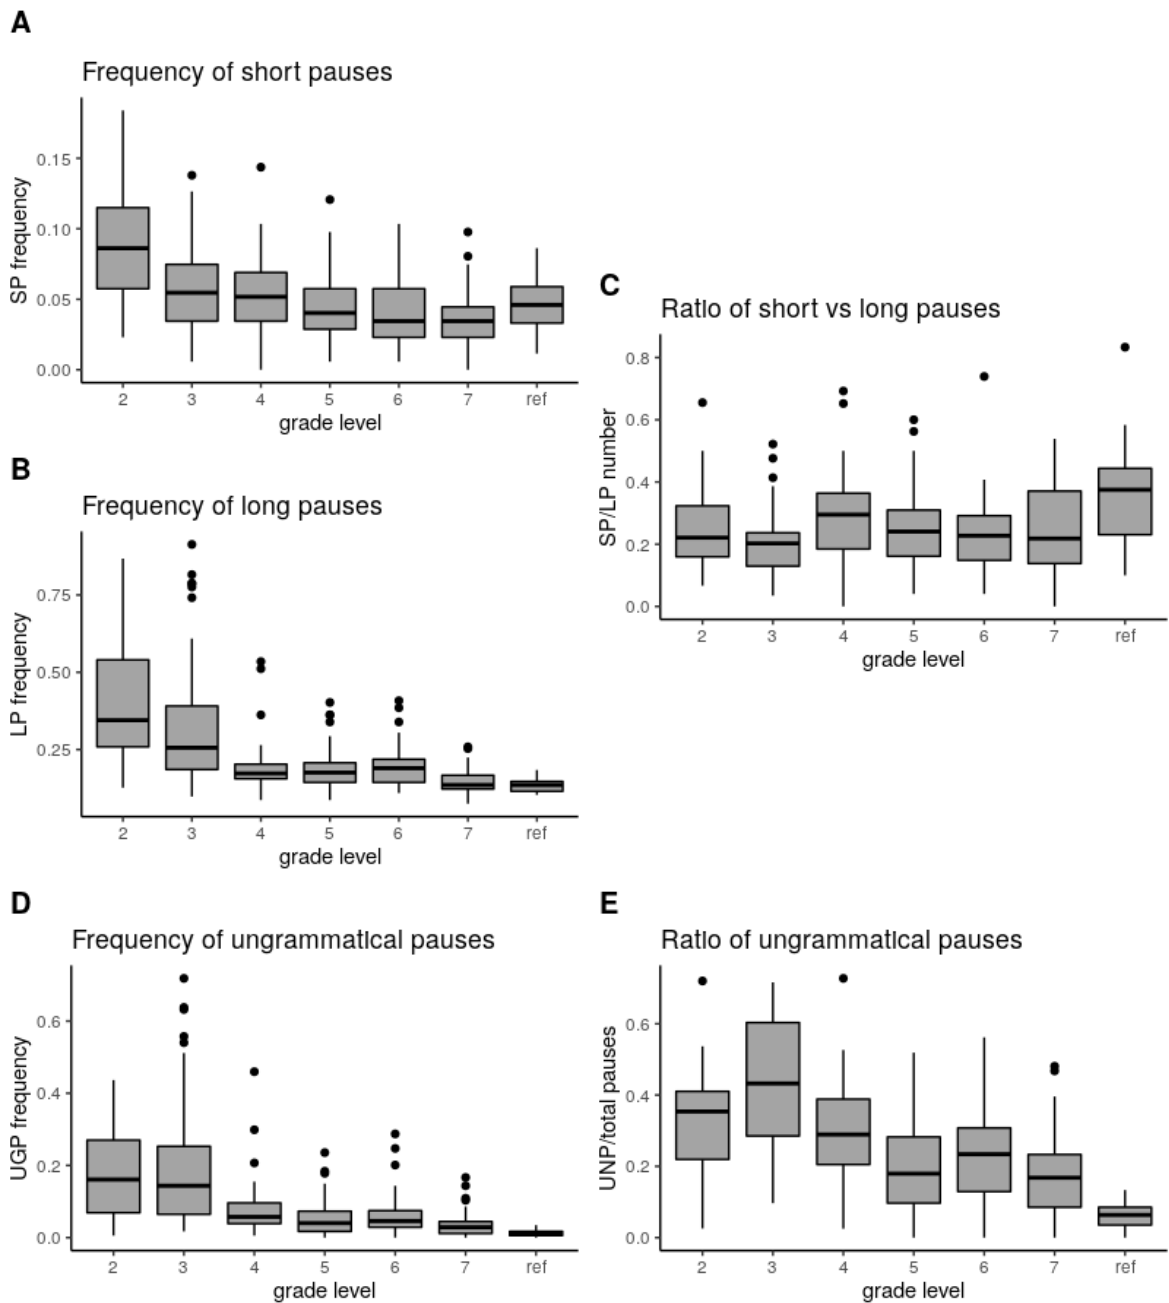 A
Frequency of short pauses
SP frequency
0.15
0.10
0.05
0.00
2 3 4 5 6 7 ref
grade level
B
Frequency of long pauses
LP frequency
0.75
0.50
0.25
2 3 4 5 6 7 ref
grade level
C
Ratio of short vs long pauses
SP/LP number
0.8
0.6
0.4
0.2
0.0
2 3 4 5 6 7 ref
grade level
D
Frequency of ungrammatical pauses
UGP frequency
0.6
0.4
0.2
0.0
2 3 4 5 6 7 ref
grade level
E
Ratio of ungrammatical pauses
UNP/total pauses
0.6
0.4
0.2
0.0
2 3 4 5 6 7 ref
grade level